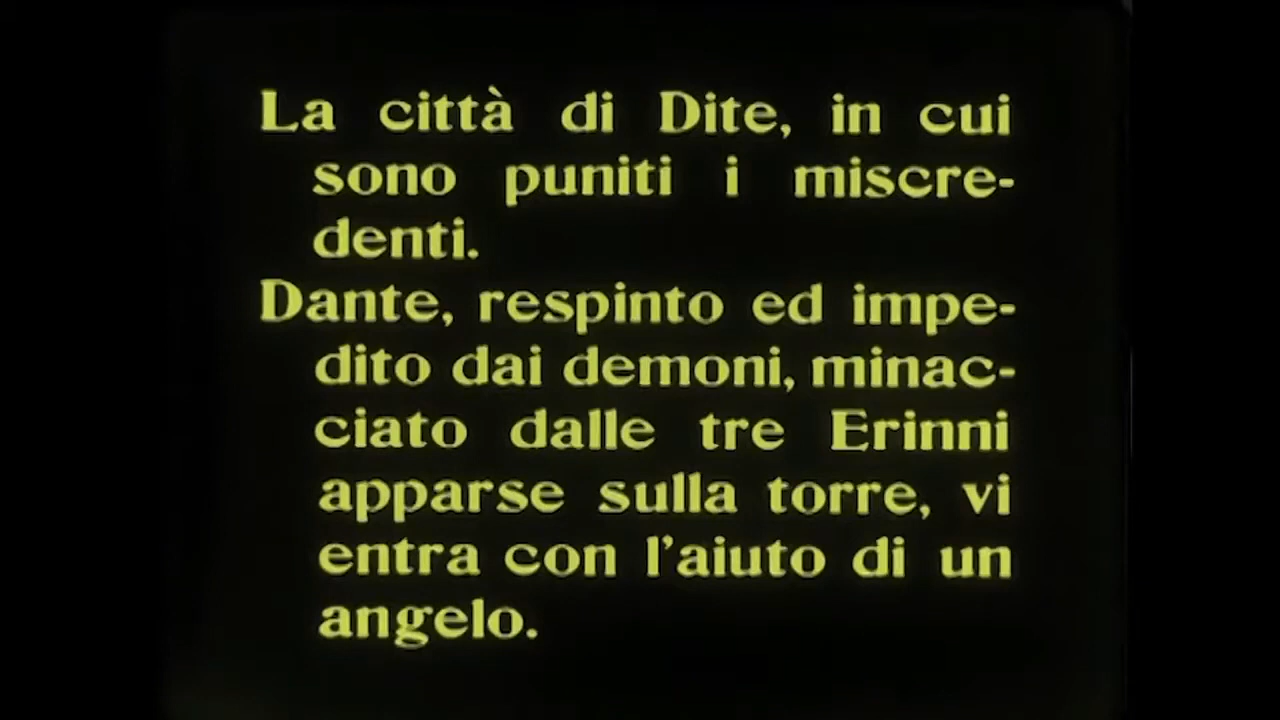 La città di Dite, in cui
sono puniti i miscre-
denti.
Dante, respinto ed impe-
dito dai demoni, minac-
ciato dalle tre Erinni
apparse sulla torre, vi
entra con l'aiuto di un
angelo.